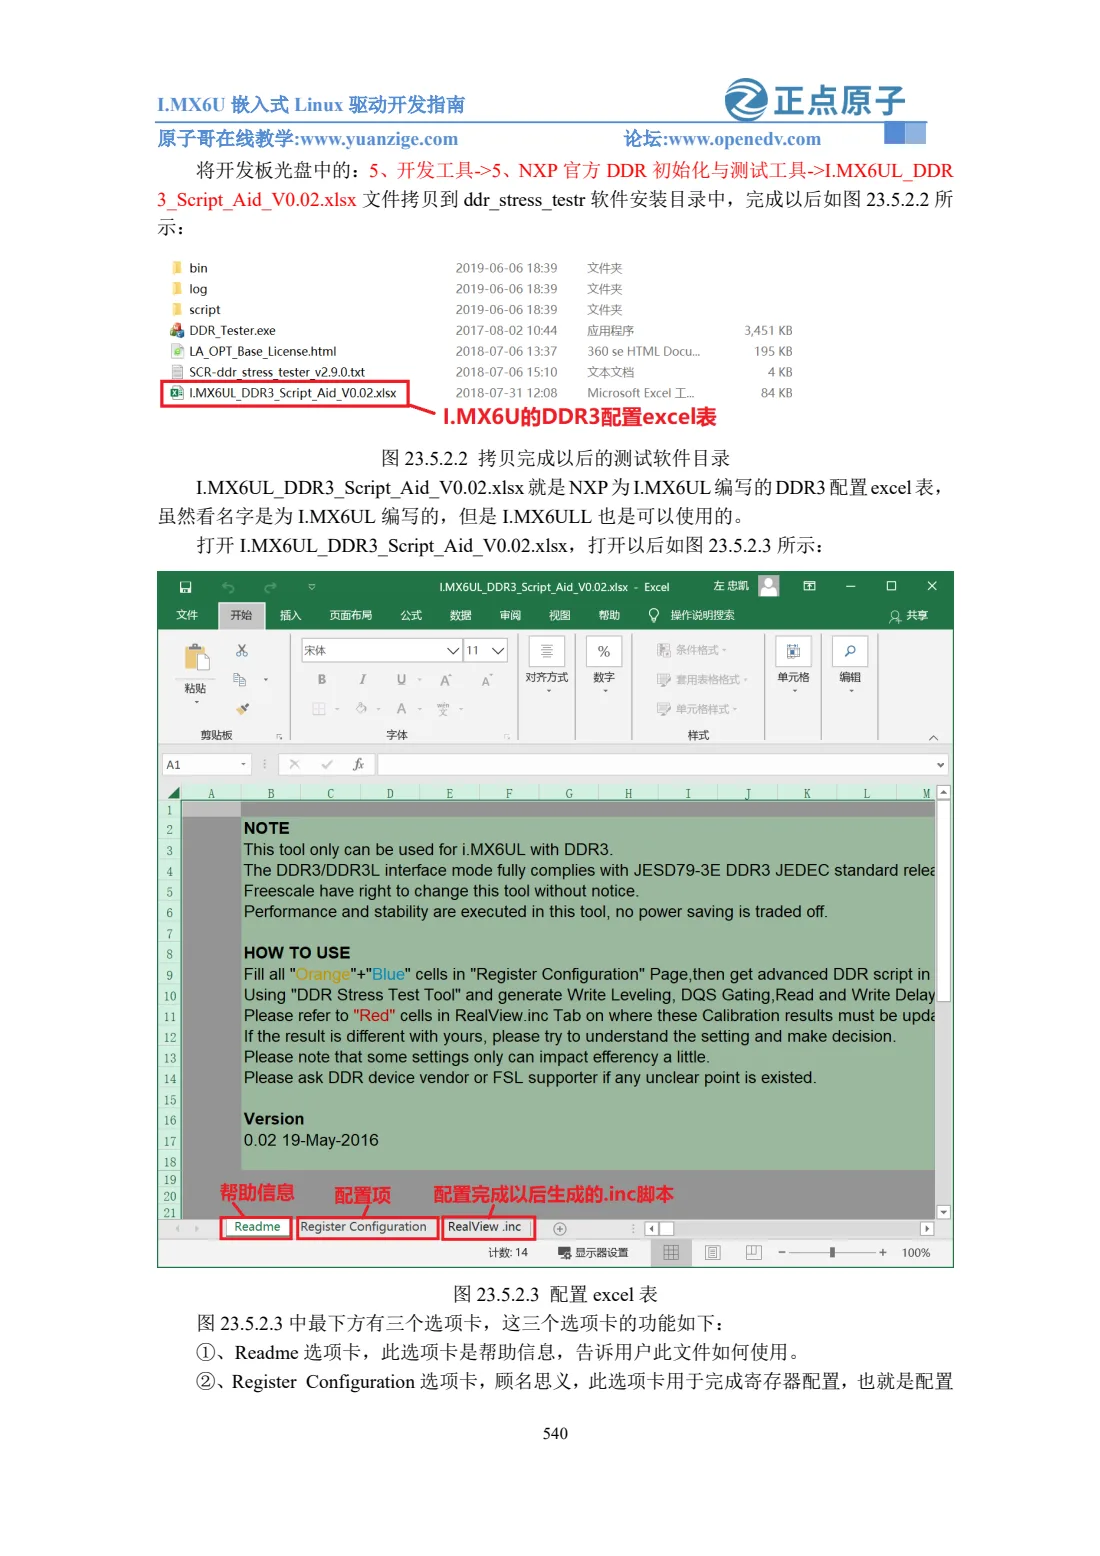 I.MX6U 嵌入式 Linux 驱动开发指南
正点原子
原子哥在线教学:www.yuanzige.com 论坛:www.openedv.com
将开发板光盘中的：5、开发工具->5、NXP 官方 DDR 初始化与测试工具->I.MX6UL_DDR
3_Script_Aid_V0.02.xlsx 文件拷贝到 ddr_stress_testr 软件安装目录中，完成以后如图 23.5.2.2 所
示：
bin 2019-06-06 18:39 文件夹
log 2019-06-06 18:39 文件夹
script 2019-06-06 18:39 文件夹
DDR_Tester.exe 2017-08-02 10:44 应用程序 3,451 KB
LA_OPT_Base_License.html 2018-07-06 13:37 360 se HTML Docu... 195 KB
SCR-ddr_stress_tester_v2.9.0.txt 2018-07-06 15:10 文本文档 4 KB
I.MX6UL_DDR3_Script_Aid_V0.02.xlsx 2018-07-31 12:08 Microsoft Excel 工... 84 KB
I.MX6U的DDR3配置excel表
图 23.5.2.2 拷贝完成以后的测试软件目录
I.MX6UL_DDR3_Script_Aid_V0.02.xlsx 就是 NXP 为 I.MX6UL 编写的 DDR3 配置 excel 表，
虽然看名字是为 I.MX6UL 编写的，但是 I.MX6ULL 也是可以使用的。
打开 I.MX6UL_DDR3_Script_Aid_V0.02.xlsx，打开以后如图 23.5.2.3 所示：
I.MX6UL_DDR3_Script_Aid_V0.02.xlsx - Excel 左 忠凯
文件 开始 插入 页面布局 公式 数据 审阅 视图 帮助 操作说明搜索 共享
宋体 11 % 条件格式
粘贴 B I U A A 对齐方式 数字 套用表格格式 单元格 编辑
A wén 文 单元格样式
剪贴板 字体 样式
A1 fx
A B C D E F G H I J K L M
1
2 NOTE
3 This tool only can be used for i.MX6UL with DDR3.
4 The DDR3/DDR3L interface mode fully complies with JESD79-3E DDR3 JEDEC standard relea
5 Freescale have right to change this tool without notice.
6 Performance and stability are executed in this tool, no power saving is traded off.
7
8 HOW TO USE
9 Fill all "Orange"+"Blue" cells in "Register Configuration" Page,then get advanced DDR script in
10 Using "DDR Stress Test Tool" and generate Write Leveling, DQS Gating,Read and Write Delay
11 Please refer to "Red" cells in RealView.inc Tab on where these Calibration results must be upda
12 If the result is different with yours, please try to understand the setting and make decision.
13 Please note that some settings only can impact efferency a little.
14 Please ask DDR device vendor or FSL supporter if any unclear point is existed.
15
16 Version
17 0.02 19-May-2016
18
19
20 帮助信息 配置项 配置完成以后生成的.inc脚本
21
Readme Register Configuration RealView .inc
计数: 14 显示器设置 100%
图 23.5.2.3 配置 excel 表
图 23.5.2.3 中最下方有三个选项卡，这三个选项卡的功能如下：
①、Readme 选项卡，此选项卡是帮助信息，告诉用户此文件如何使用。
②、Register Configuration 选项卡，顾名思义，此选项卡用于完成寄存器配置，也就是配置
540